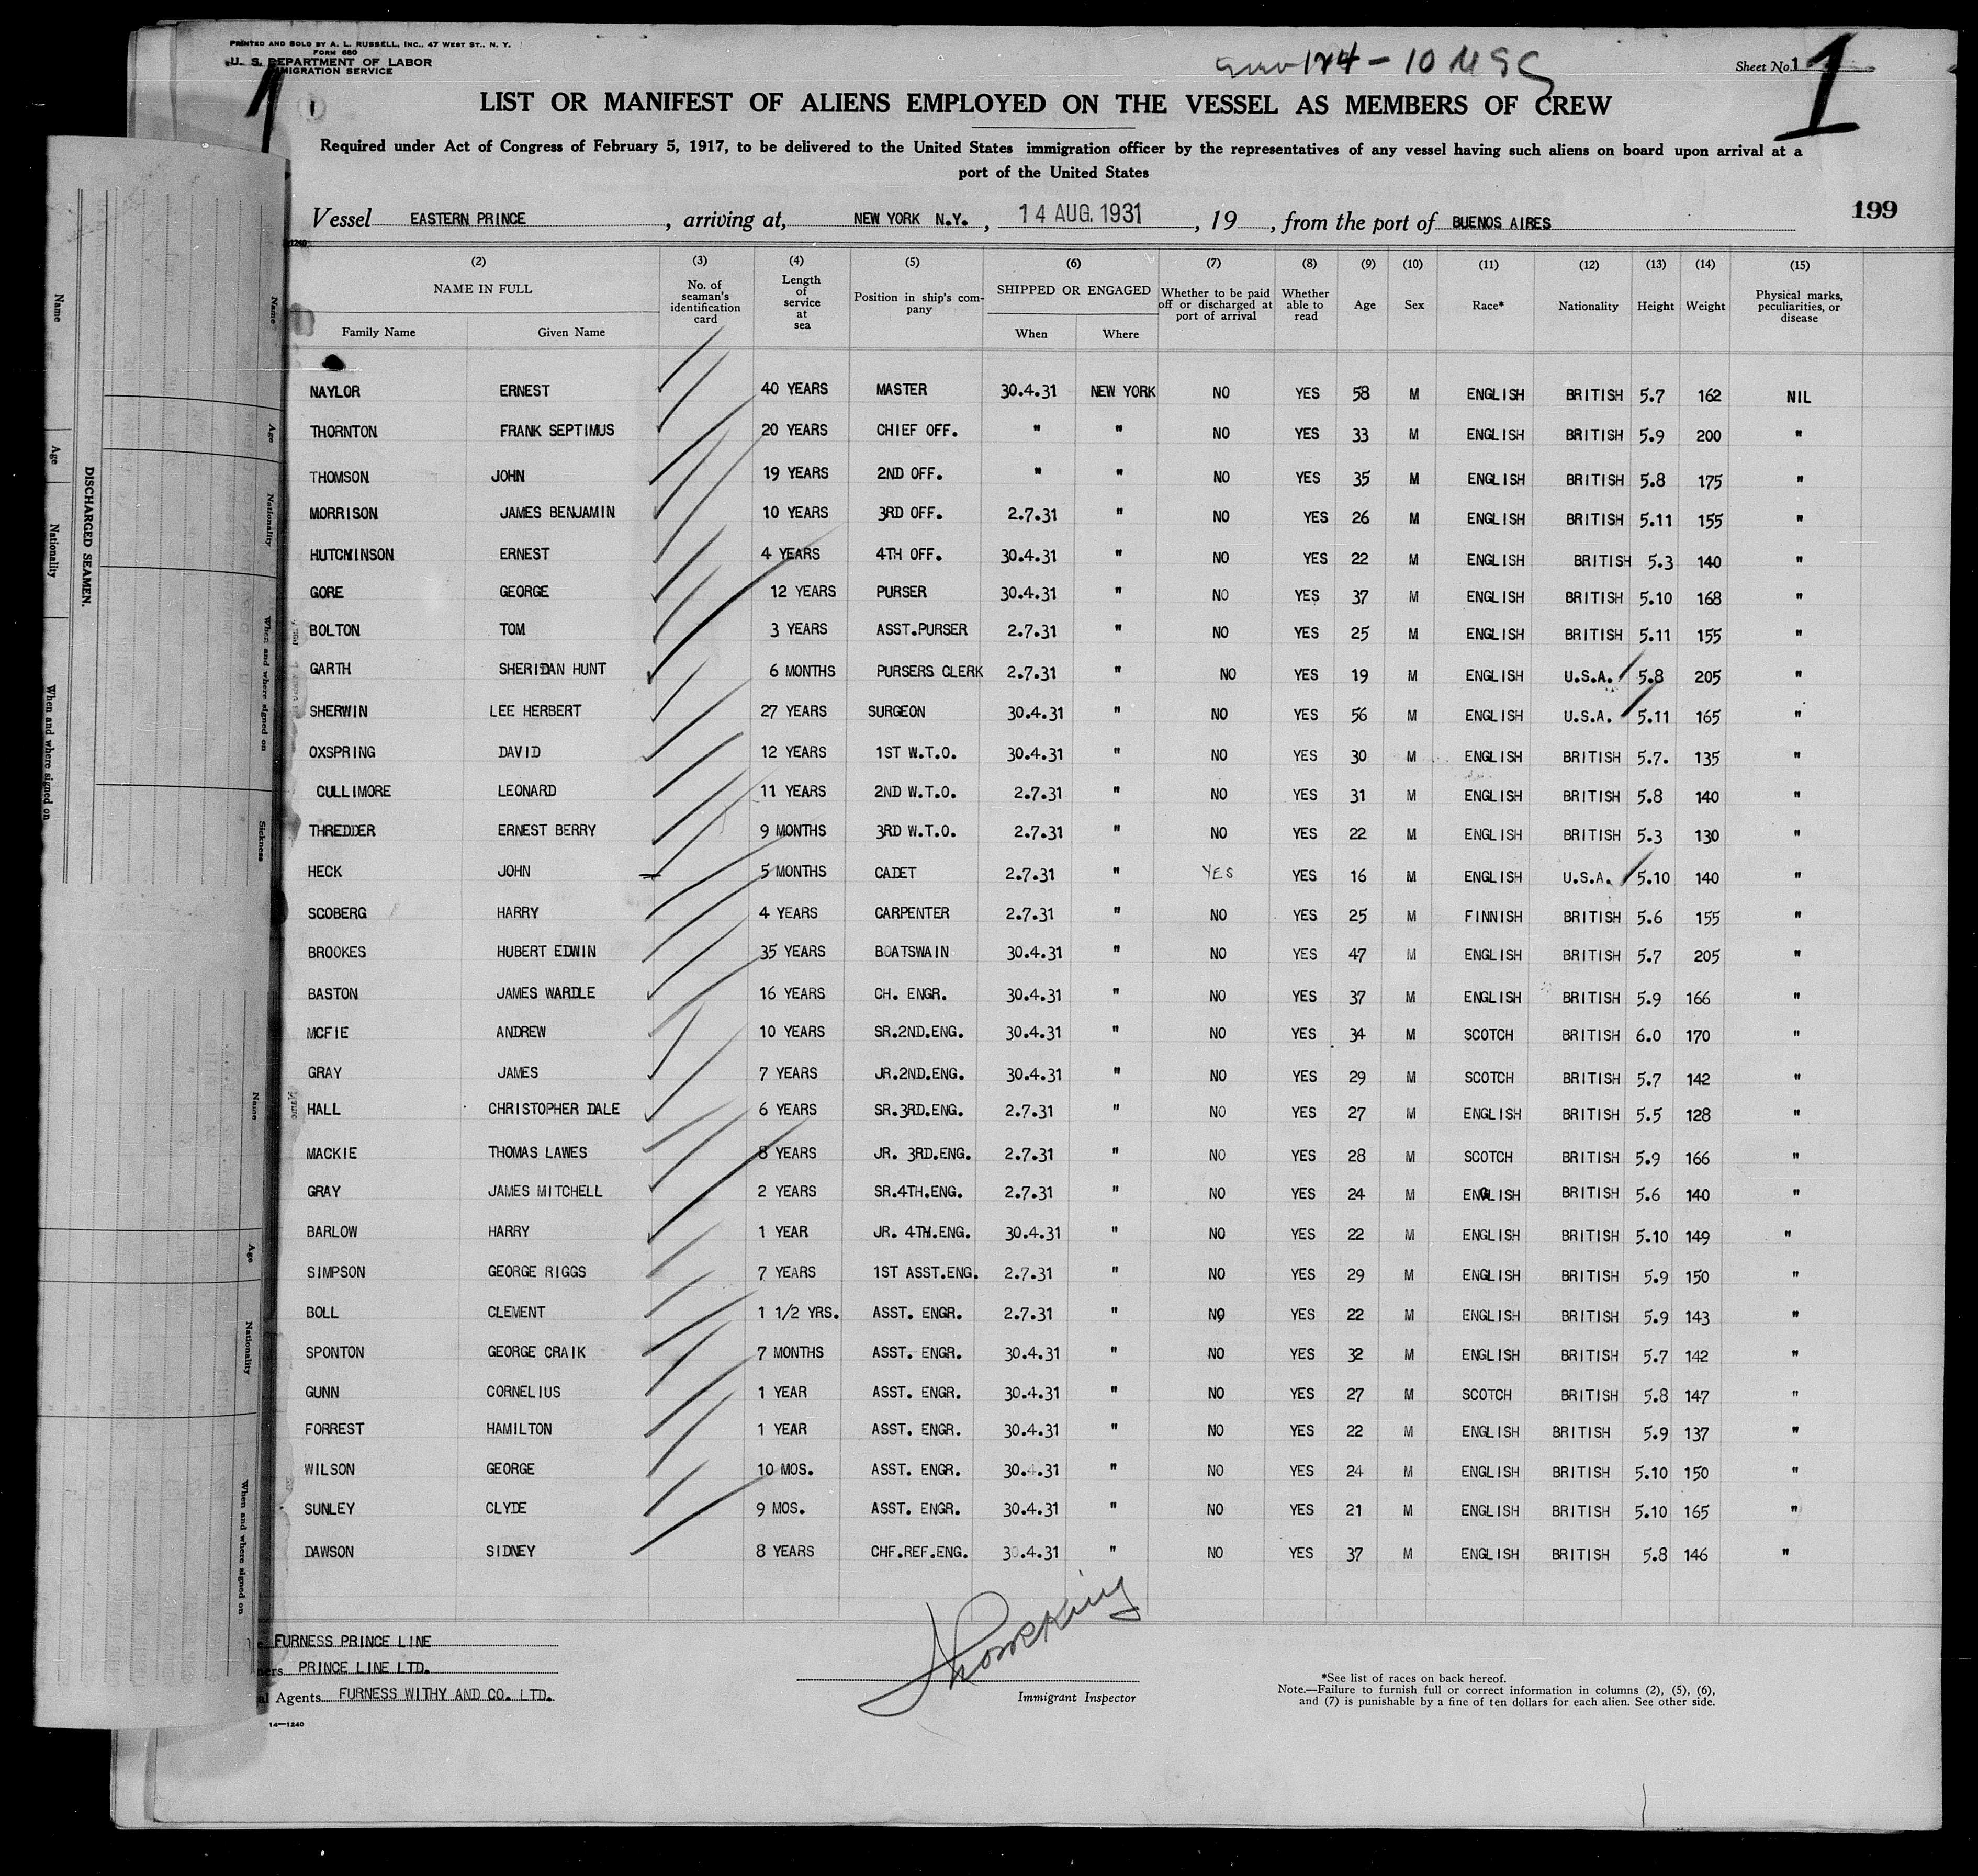 PRINTED AND SOLD BY A. L. RUSSELL, INC., 47 WEST ST., N. Y.
FORM 680
U. S. DEPARTMENT OF LABOR
IMMIGRATION SERVICE
124 - 10 USC
Sheet No. 1
1
LIST OR MANIFEST OF ALIENS EMPLOYED ON THE VESSEL AS MEMBERS OF CREW
Required under Act of Congress of February 5, 1917, to be delivered to the United States immigration officer by the representatives of any vessel having such aliens on board upon arrival at a
port of the United States
199
Vessel EASTERN PRINCE , arriving at, NEW YORK N.Y. , 14 AUG. 1931 , 19 , from the port of BUENOS AIRES
(2) (3) (4) (5) (6) (7) (8) (9) (10) (11) (12) (13) (14) (15)
NAME IN FULL No. of seaman's identification card Length of service at sea Position in ship's company SHIPPED OR ENGAGED Whether to be paid off or discharged at port of arrival Whether able to read Age Sex Race* Nationality Height Weight Physical marks, peculiarities, or disease
Family Name Given Name When Where
NAYLOR ERNEST 40 YEARS MASTER 30.4.31 NEW YORK NO YES 58 M ENGLISH BRITISH 5.7 162 NIL
THORNTON FRANK SEPTIMUS 20 YEARS CHIEF OFF. " " NO YES 33 M ENGLISH BRITISH 5.9 200 "
THOMSON JOHN 19 YEARS 2ND OFF. " " NO YES 35 M ENGLISH BRITISH 5.8 175 "
MORRISON JAMES BENJAMIN 10 YEARS 3RD OFF. 2.7.31 " NO YES 26 M ENGLISH BRITISH 5.11 155 "
HUTCHINSON ERNEST 4 YEARS 4TH OFF. 30.4.31 " NO YES 22 M ENGLISH BRITISH 5.3 140 "
GORE GEORGE 12 YEARS PURSER 30.4.31 " NO YES 37 M ENGLISH BRITISH 5.10 168 "
BOLTON TOM 3 YEARS ASST.PURSER 2.7.31 " NO YES 25 M ENGLISH BRITISH 5.11 155 "
GARTH SHERIDAN HUNT 6 MONTHS PURSERS CLERK 2.7.31 " NO YES 19 M ENGLISH U.S.A. 5.8 205 "
SHERWIN LEE HERBERT 27 YEARS SURGEON 30.4.31 " NO YES 56 M ENGLISH U.S.A. 5.11 165 "
OXSPRING DAVID 12 YEARS 1ST W.T.O. 30.4.31 " NO YES 30 M ENGLISH BRITISH 5.7. 135 "
CULLIMORE LEONARD 11 YEARS 2ND W.T.O. 2.7.31 " NO YES 31 M ENGLISH BRITISH 5.8 140 "
THREDDER ERNEST BERRY 9 MONTHS 3RD W.T.O. 2.7.31 " NO YES 22 M ENGLISH BRITISH 5.3 130 "
HECK JOHN 5 MONTHS CADET 2.7.31 " YES YES 16 M ENGLISH U.S.A. 5.10 140 "
SCOBERG HARRY 4 YEARS CARPENTER 2.7.31 " NO YES 25 M FINNISH BRITISH 5.6 155 "
BROOKES HUBERT EDWIN 35 YEARS BOATSWAIN 30.4.31 " NO YES 47 M ENGLISH BRITISH 5.7 205 "
BASTON JAMES WARDLE 16 YEARS CH. ENGR. 30.4.31 " NO YES 37 M ENGLISH BRITISH 5.9 166 "
MCFIE ANDREW 10 YEARS SR.2ND.ENG. 30.4.31 " NO YES 34 M SCOTCH BRITISH 6.0 170 "
GRAY JAMES 7 YEARS JR.2ND.ENG. 30.4.31 " NO YES 29 M SCOTCH BRITISH 5.7 142 "
HALL CHRISTOPHER DALE 6 YEARS SR.3RD.ENG. 2.7.31 " NO YES 27 M ENGLISH BRITISH 5.5 128 "
MACKIE THOMAS LAWES 8 YEARS JR. 3RD.ENG. 2.7.31 " NO YES 28 M SCOTCH BRITISH 5.9 166 "
GRAY JAMES MITCHELL 2 YEARS SR.4TH.ENG. 2.7.31 " NO YES 24 M ENGLISH BRITISH 5.6 140 "
BARLOW HARRY 1 YEAR JR. 4TH.ENG. 30.4.31 " NO YES 22 M ENGLISH BRITISH 5.10 149 "
SIMPSON GEORGE RIGGS 7 YEARS 1ST ASST.ENG. 2.7.31 " NO YES 29 M ENGLISH BRITISH 5.9 150 "
BOLL CLEMENT 1 1/2 YRS. ASST. ENGR. 2.7.31 " NO YES 22 M ENGLISH BRITISH 5.9 143 "
SPONTON GEORGE CRAIK 7 MONTHS ASST. ENGR. 30.4.31 " NO YES 32 M ENGLISH BRITISH 5.7 142 "
GUNN CORNELIUS 1 YEAR ASST. ENGR. 30.4.31 " NO YES 27 M SCOTCH BRITISH 5.8 147 "
FORREST HAMILTON 1 YEAR ASST. ENGR. 30.4.31 " NO YES 22 M ENGLISH BRITISH 5.9 137 "
WILSON GEORGE 10 MOS. ASST. ENGR. 30.4.31 " NO YES 24 M ENGLISH BRITISH 5.10 150 "
SUNLEY CLYDE 9 MOS. ASST. ENGR. 30.4.31 " NO YES 21 M ENGLISH BRITISH 5.10 165 "
DAWSON SIDNEY 8 YEARS CHF.REF.ENG. 30.4.31 " NO YES 37 M ENGLISH BRITISH 5.8 146 "
FURNESS PRINCE LINE
PRINCE LINE LTD.
Agents FURNESS WITHY AND CO. LTD.
14—1240
Immigrant Inspector
*See list of races on back hereof.
Note.—Failure to furnish full or correct information in columns (2), (5), (6),
and (7) is punishable by a fine of ten dollars for each alien. See other side.
DISCHARGED SEAMEN.
Name
Age
Nationality
When and where signed on
Name
Age
Nationality
When and where signed on
Sickness
Name
Age
Nationality
When and where signed on